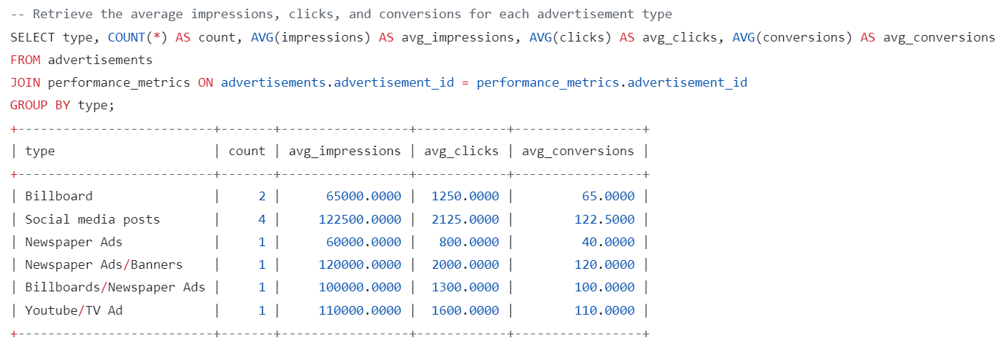 -- Retrieve the average impressions, clicks, and conversions for each advertisement type
SELECT type, COUNT(*) AS count, AVG(impressions) AS avg_impressions, AVG(clicks) AS avg_clicks, AVG(conversions) AS avg_conversions
FROM advertisements
JOIN performance_metrics ON advertisements.advertisement_id = performance_metrics.advertisement_id
GROUP BY type;
+--------------------------+-------+-----------------+------------+-----------------+
| type                     | count | avg_impressions | avg_clicks | avg_conversions |
+--------------------------+-------+-----------------+------------+-----------------+
| Billboard                |     2 |      65000.0000 |  1250.0000 |         65.0000 |
| Social media posts       |     4 |     122500.0000 |  2125.0000 |        122.5000 |
| Newspaper Ads            |     1 |      60000.0000 |   800.0000 |         40.0000 |
| Newspaper Ads/Banners    |     1 |     120000.0000 |  2000.0000 |        120.0000 |
| Billboards/Newspaper Ads |     1 |     100000.0000 |  1300.0000 |        100.0000 |
| Youtube/TV Ad            |     1 |     110000.0000 |  1600.0000 |        110.0000 |
+--------------------------+-------+-----------------+------------+-----------------+